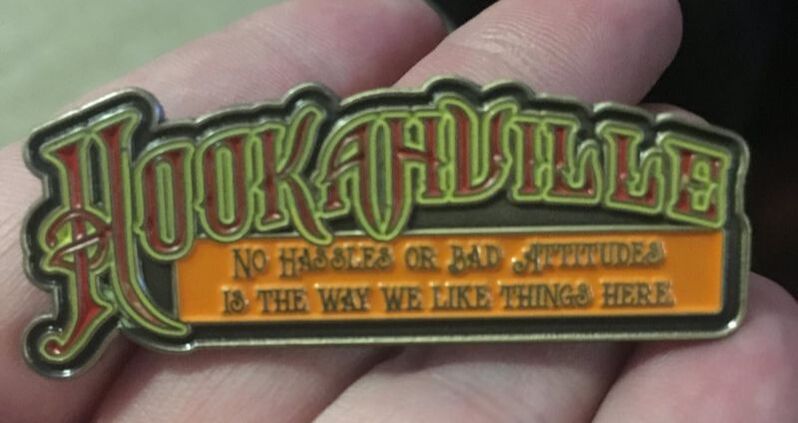 HOOKAHVILLE
NO HASSLES OR BAD ATTITUDES
IS THE WAY WE LIKE THINGS HERE